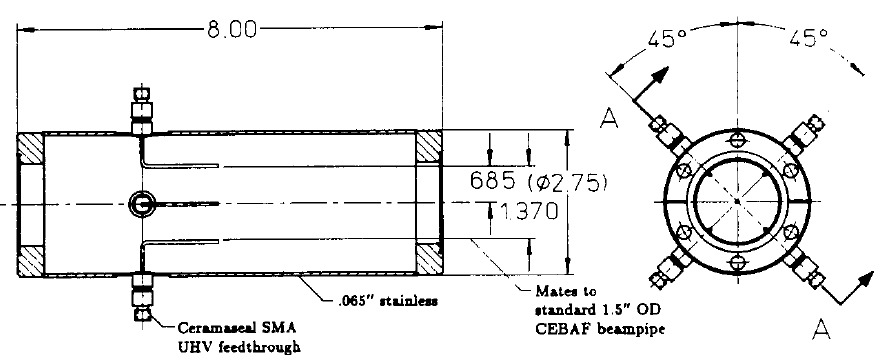 8.00
45°
45°
A
.685 (Ø2.75)
1.370
.065" stainless
Mates to
standard 1.5" OD
CEBAF beampipe
Ceramaseal SMA
UHV feedthrough
A